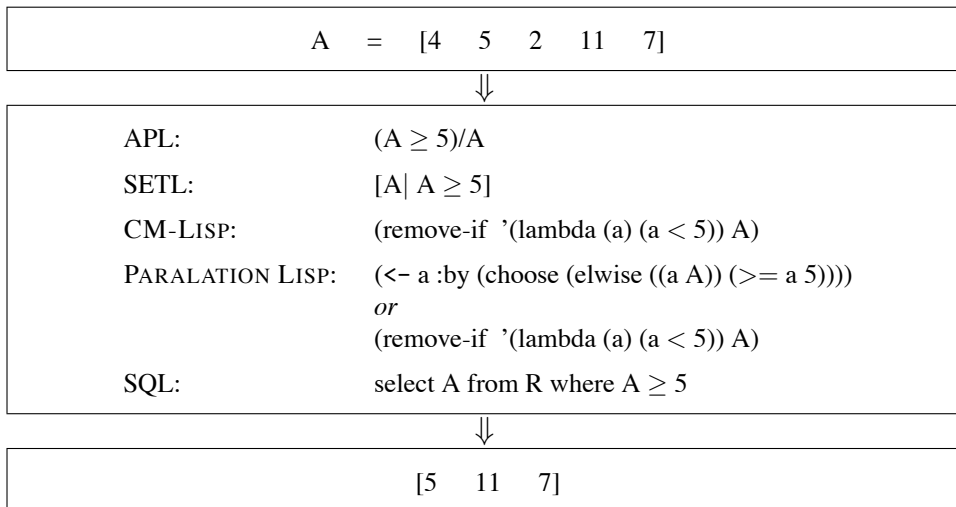 A = [4 5 2 11 7]
⇓
APL: (A ≥ 5)/A
SETL: [A| A ≥ 5]
CM-LISP: (remove-if '(lambda (a) (a < 5)) A)
PARALATION LISP: (<- a :by (choose (elwise ((a A)) (>= a 5))))
or
(remove-if '(lambda (a) (a < 5)) A)
SQL: select A from R where A ≥ 5
⇓
[5 11 7]